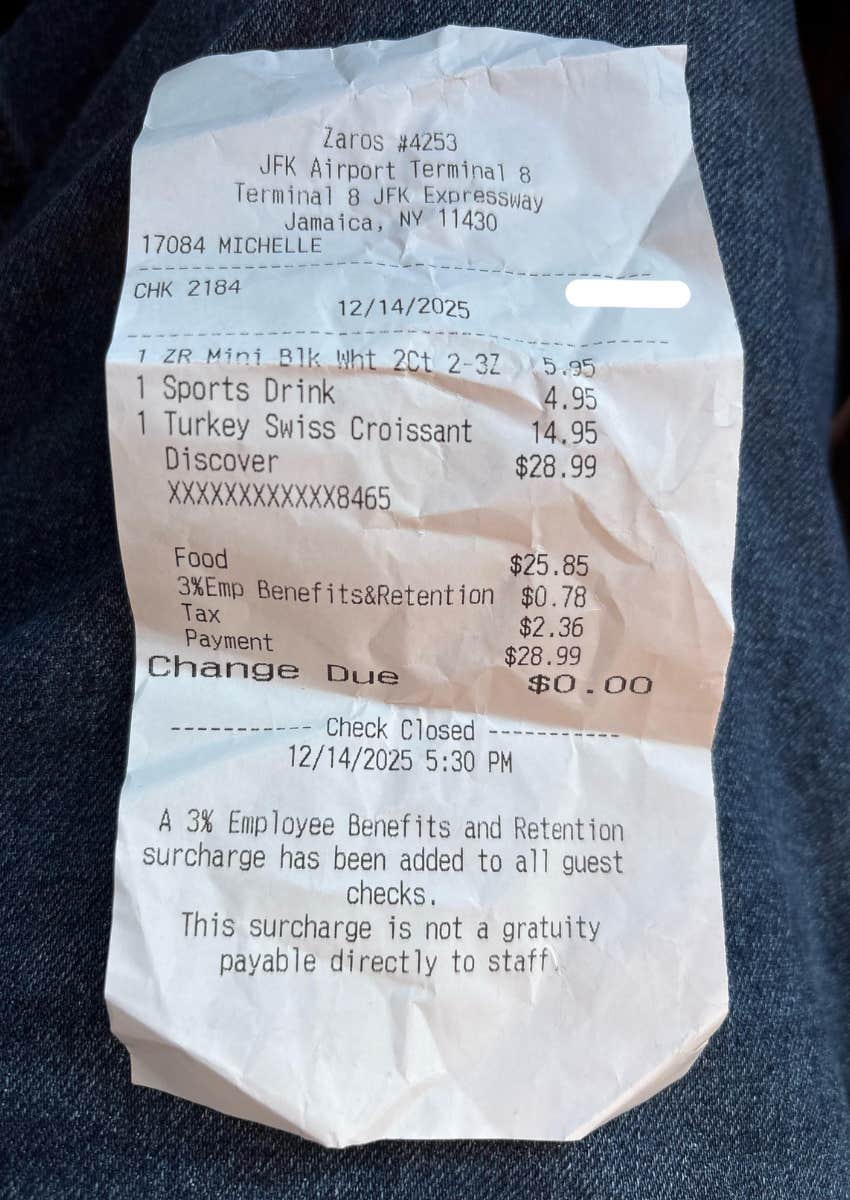 Zaros #4253
JFK Airport Terminal 8
Terminal 8 JFK Expressway
Jamaica, NY 11430
17084 MICHELLE
CHK 2184
12/14/2025
1 ZR Mini Blk Wht 2Ct 2-3Z 5.95
1 Sports Drink 4.95
1 Turkey Swiss Croissant 14.95
Discover $28.99
XXXXXXXXXXXX8465
Food $25.85
3%Emp Benefits&Retention $0.78
Tax $2.36
Payment $28.99
Change Due $0.00
------------ Check Closed ------------
12/14/2025 5:30 PM
A 3% Employee Benefits and Retention
surcharge has been added to all guest
checks.
This surcharge is not a gratuity
payable directly to staff.